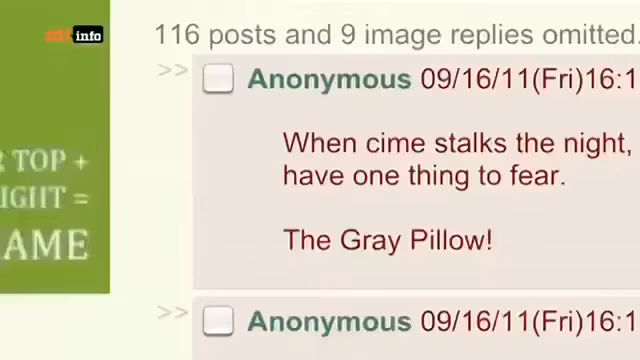 info
116 posts and 9 image replies omitted.
>> Anonymous 09/16/11(Fri)16:1
When cime stalks the night,
have one thing to fear.
The Gray Pillow!
>> Anonymous 09/16/11(Fri)16:1
R TOP +
IGHT =
AME